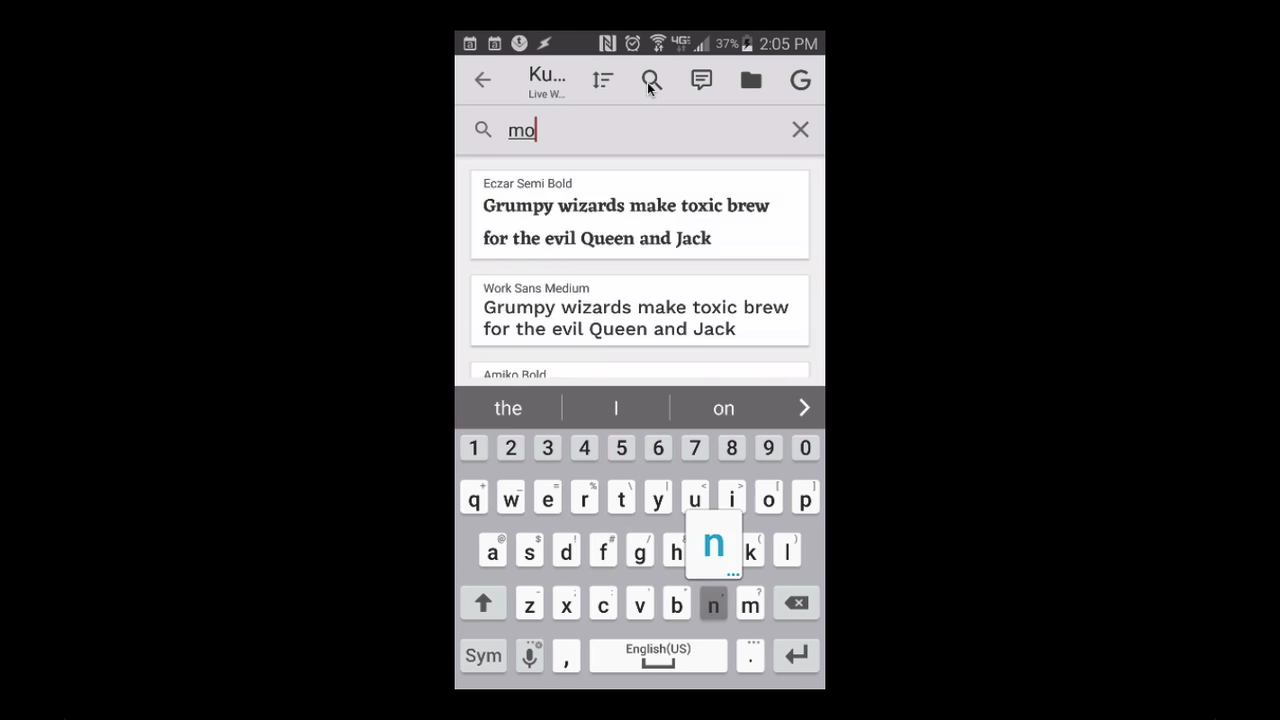 37% 2:05 PM
Ku...
Live W...
mo
Eczar Semi Bold
Grumpy wizards make toxic brew
for the evil Queen and Jack
Work Sans Medium
Grumpy wizards make toxic brew
for the evil Queen and Jack
Amiko Bold
the I on
1 2 3 4 5 6 7 8 9 0
q w e r t y u i o p
n
a s d f g h k l
z x c v b n m
Sym , English(US) .